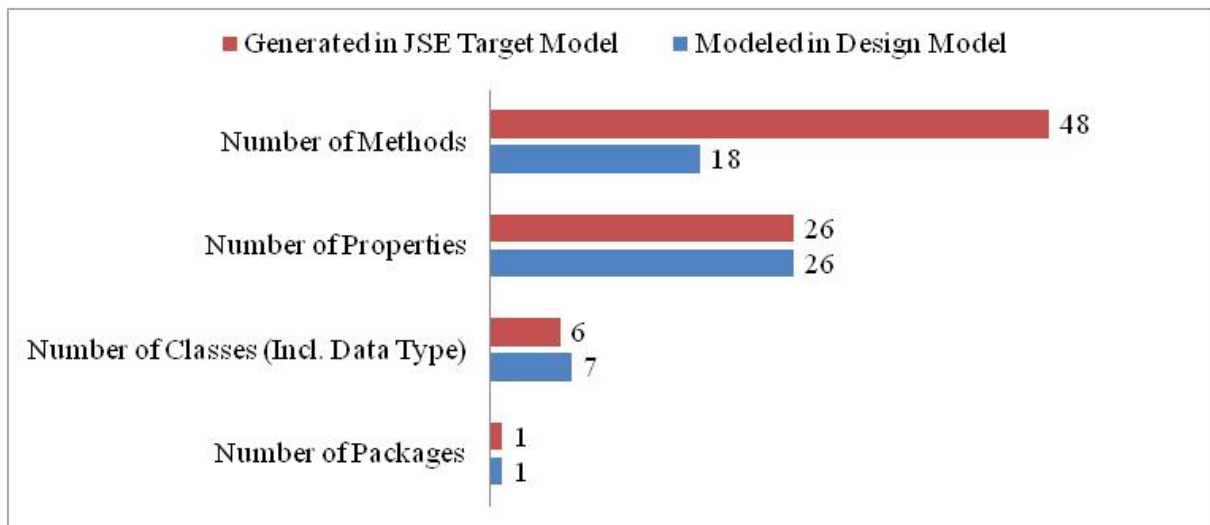 Generated in JSE Target Model Modeled in Design Model
Number of Methods
48
18
Number of Properties
26
26
Number of Classes (Incl. Data Type)
6
7
Number of Packages
1
1